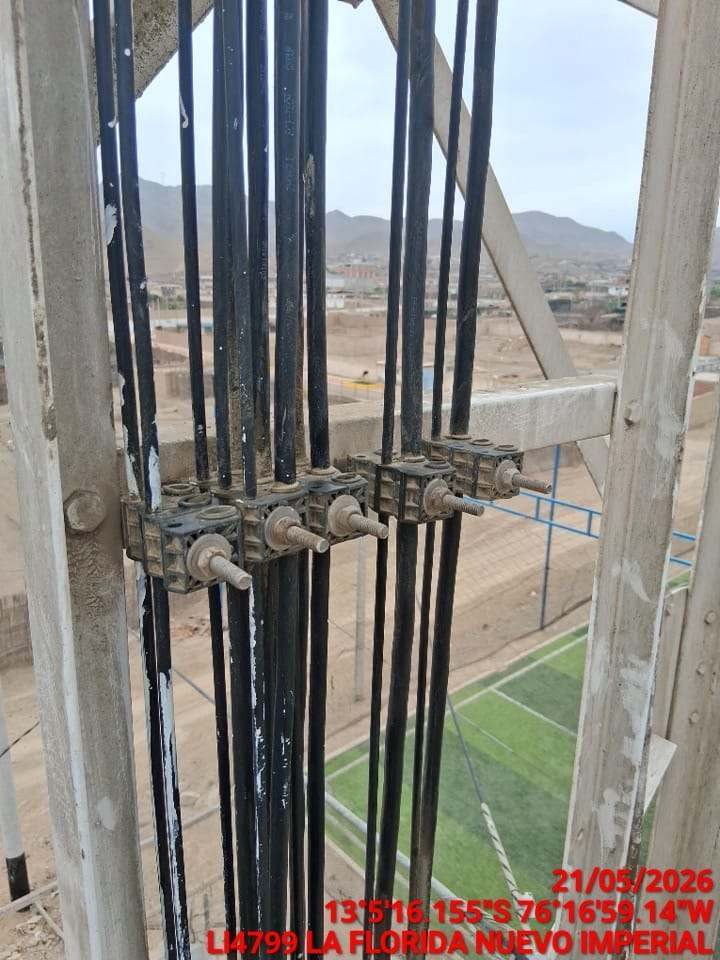 21/05/2026
13°5'16.155"S 76°16'59.14"W
LI4799 LA FLORIDA NUEVO IMPERIAL